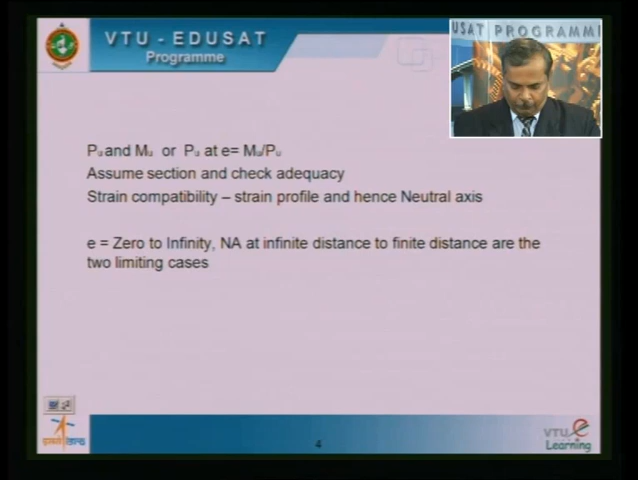 VTU - EDUSAT
Programme
USAT PROGRAMM
Pu and Mu or Pu at e= Mu/Pu
Assume section and check adequacy
Strain compatibility – strain profile and hence Neutral axis
e = Zero to Infinity, NA at infinite distance to finite distance are the
two limiting cases
4
VTU e
Learning